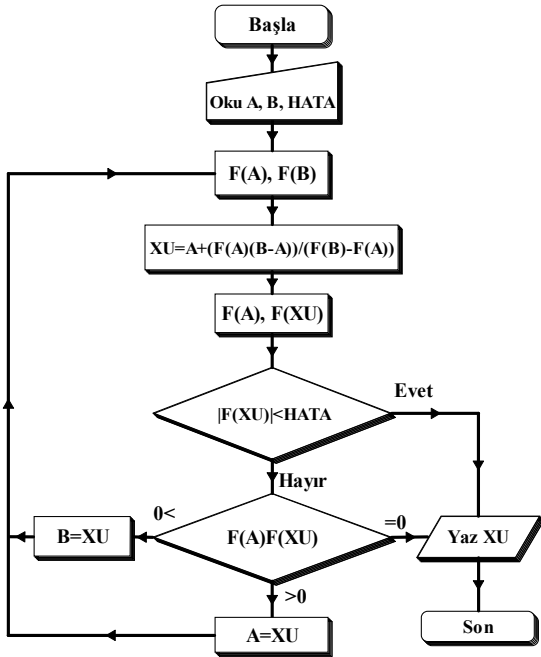 Başla
Oku A, B, HATA
F(A), F(B)
XU=A+(F(A)(B-A))/(F(B)-F(A))
F(A), F(XU)
|F(XU)|<HATA
Evet
Hayır
0<
F(A)F(XU)
=0
B=XU
Yaz XU
>0
A=XU
Son